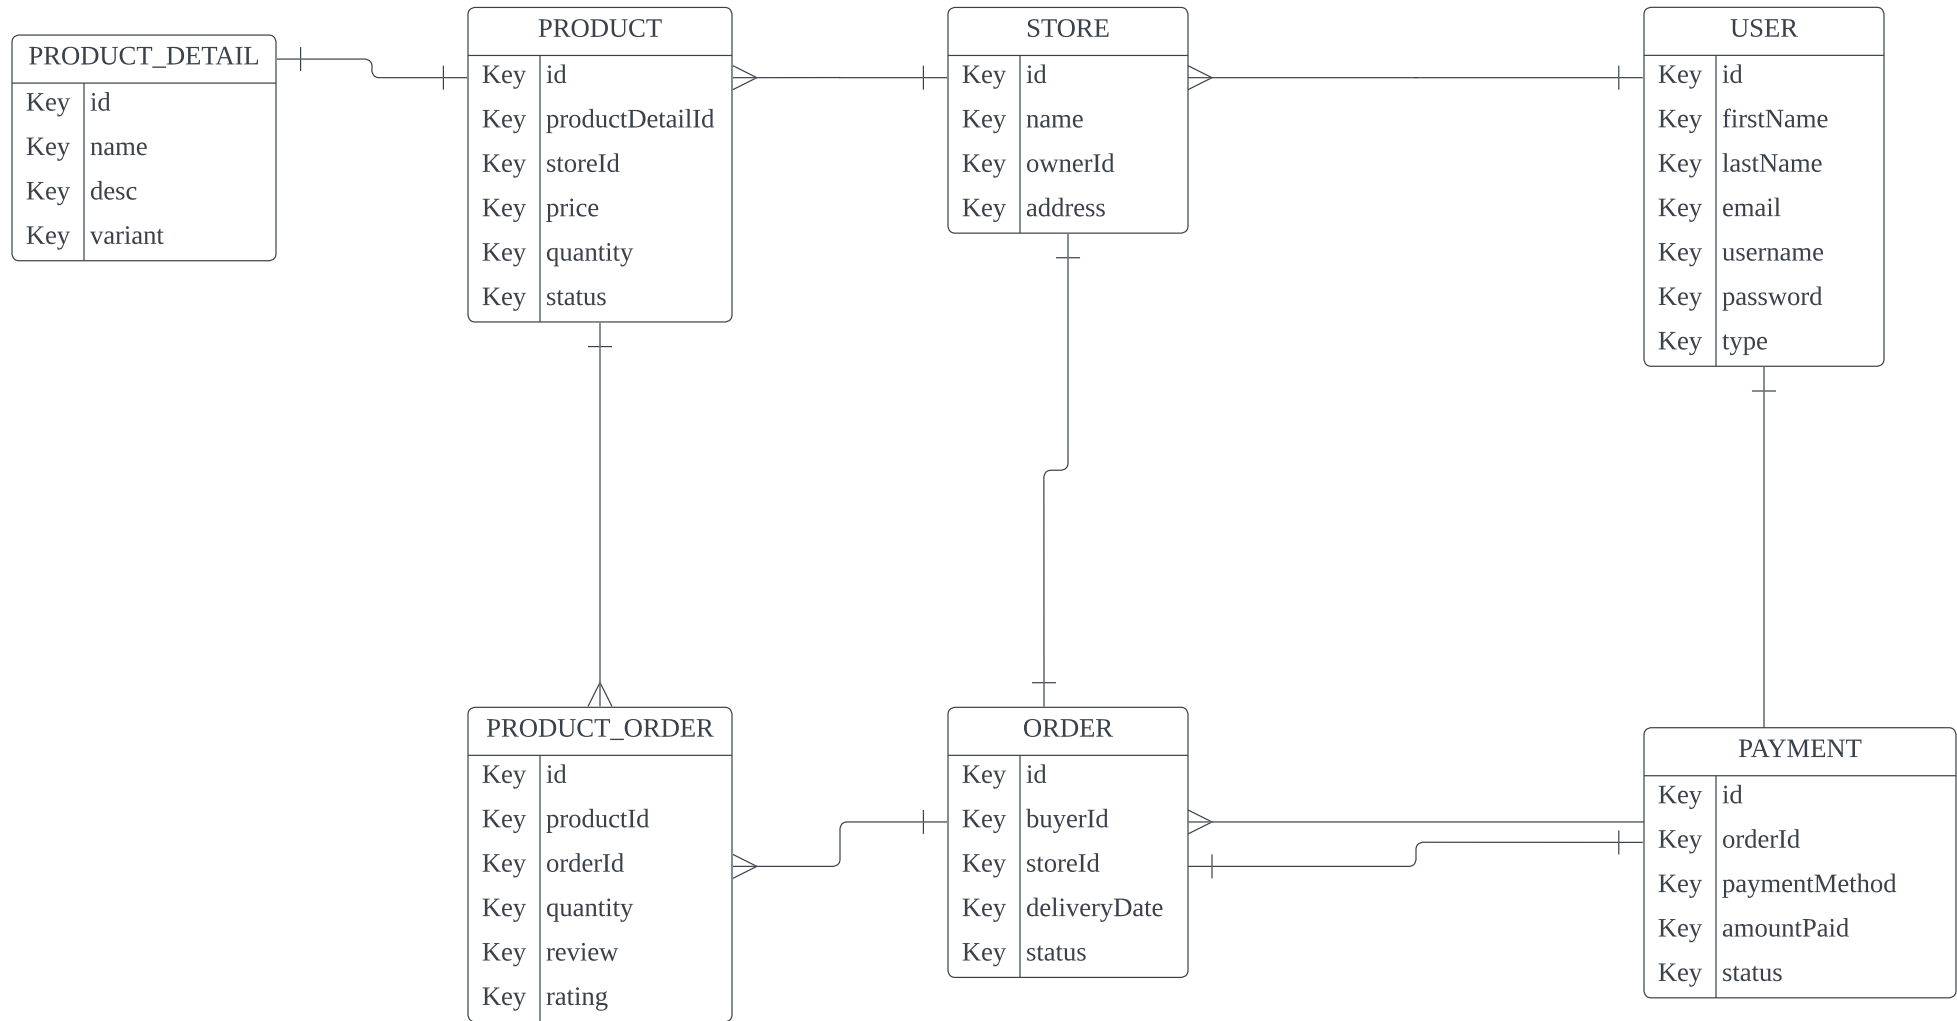 PRODUCT_DETAIL
Key id
Key name
Key desc
Key variant
PRODUCT
Key id
Key productDetailId
Key storeId
Key price
Key quantity
Key status
STORE
Key id
Key name
Key ownerId
Key address
USER
Key id
Key firstName
Key lastName
Key email
Key username
Key password
Key type
PRODUCT_ORDER
Key id
Key productId
Key orderId
Key quantity
Key review
Key rating
ORDER
Key id
Key buyerId
Key storeId
Key deliveryDate
Key status
PAYMENT
Key id
Key orderId
Key paymentMethod
Key amountPaid
Key status